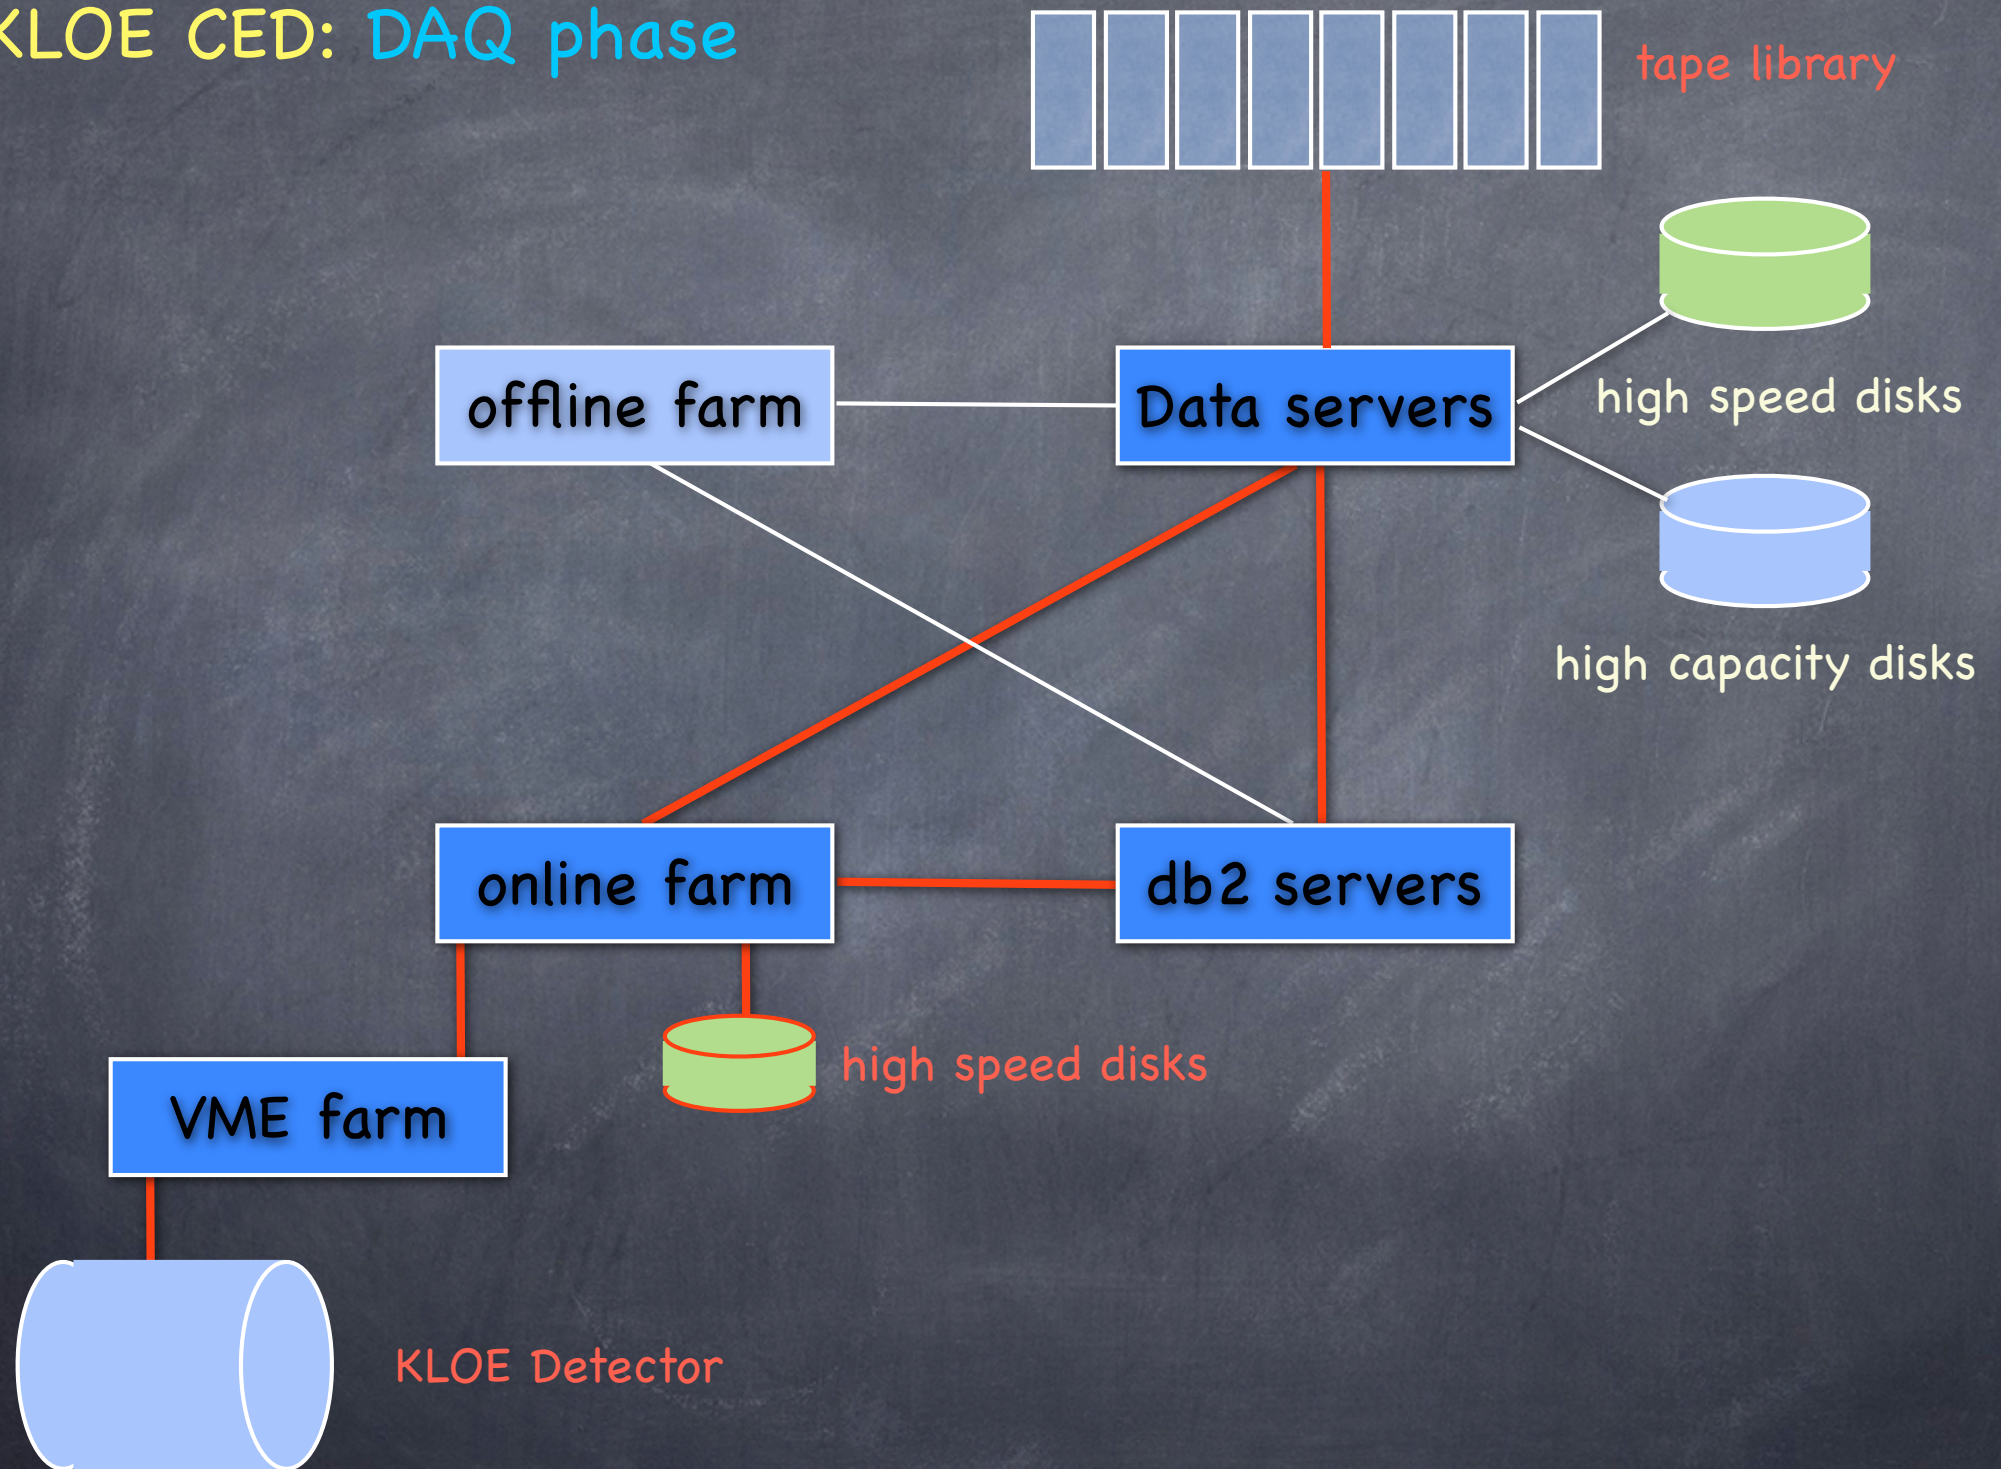 KLOE CED: DAQ phase
tape library
offline farm
Data servers
high speed disks
high capacity disks
online farm
db2 servers
high speed disks
VME farm
KLOE Detector